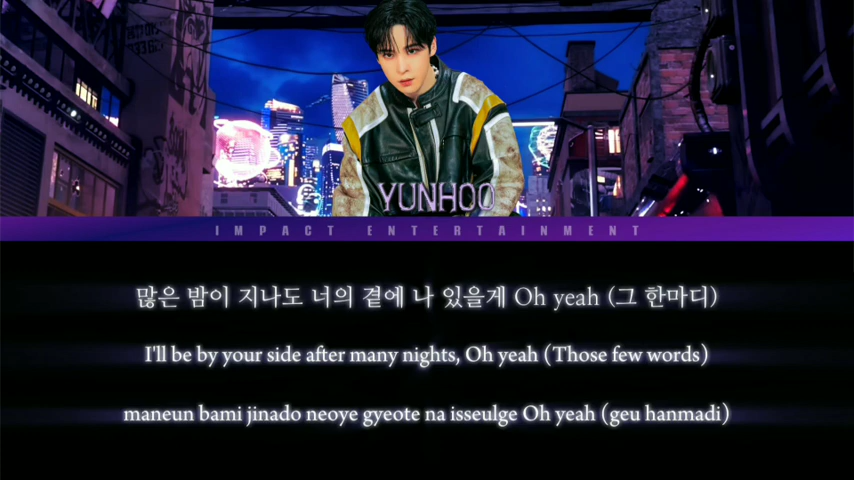 YUNHOO
IMPACT ENTERTAINMENT
많은 밤이 지나도 너의 곁에 나 있을게 Oh yeah (그 한마디)
I'll be by your side after many nights, Oh yeah (Those few words)
maneun bami jinado neoye gyeote na isseulge Oh yeah (geu hanmadi)